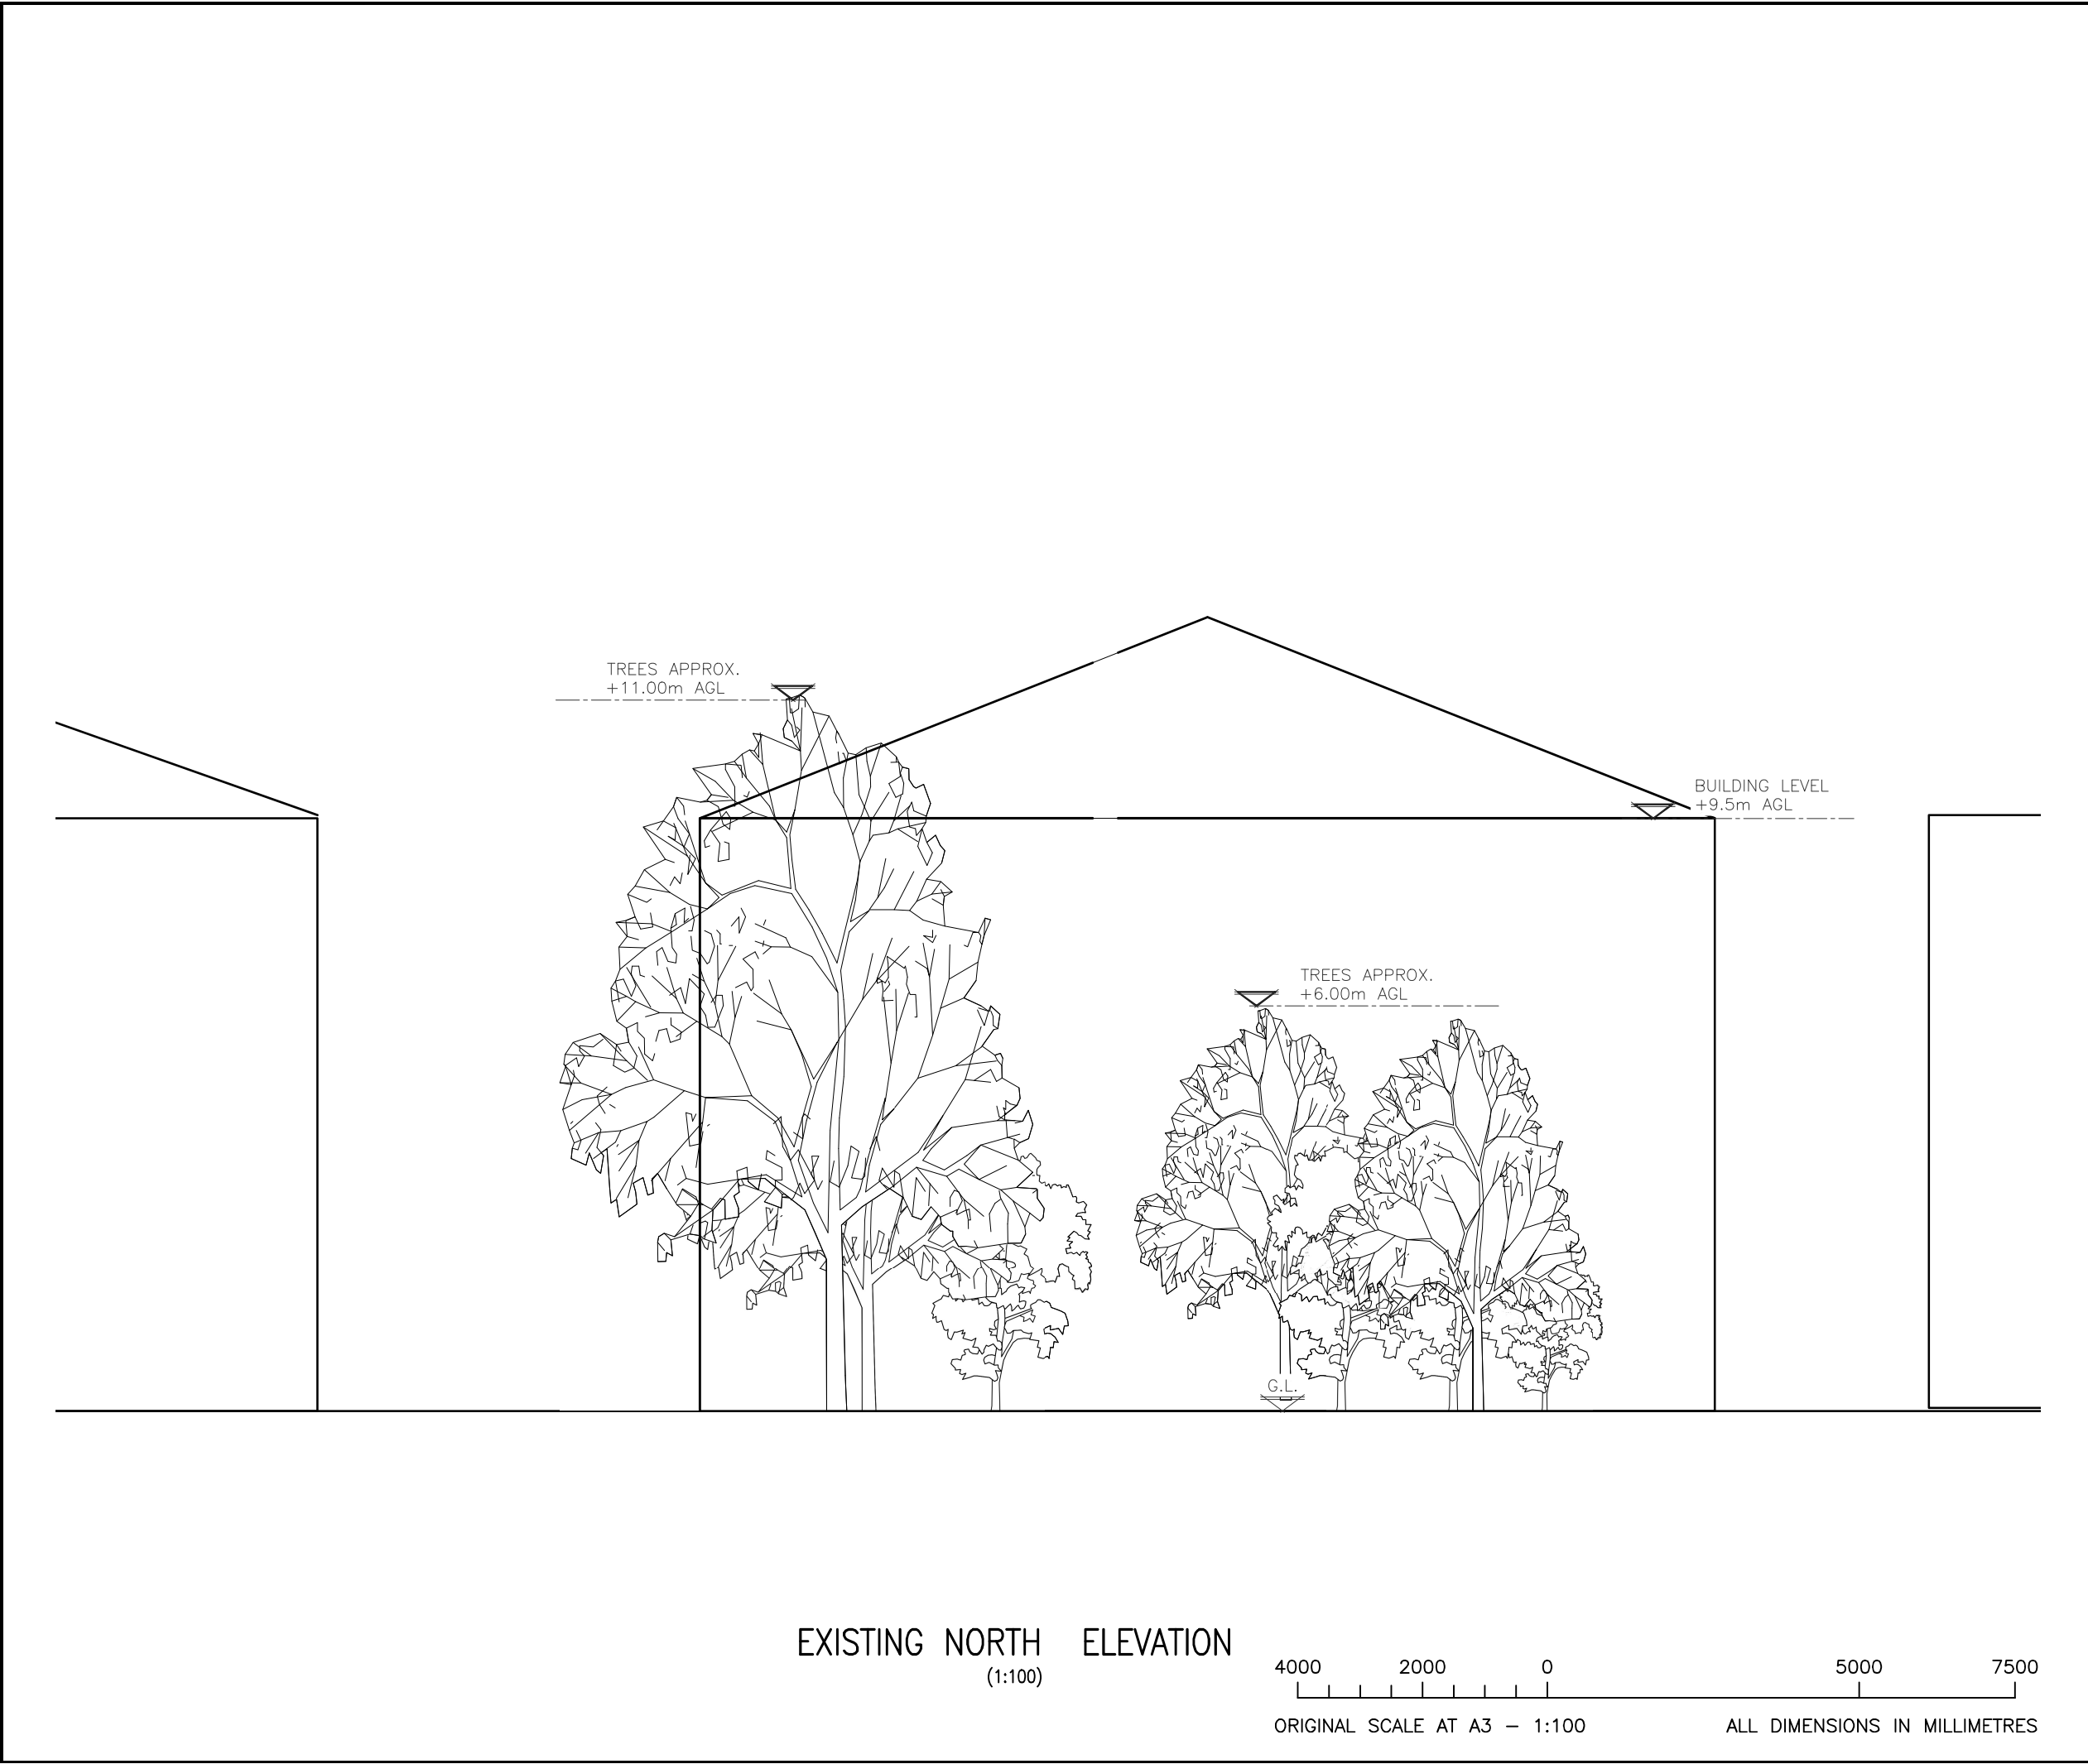 TREES APPROX.
+11.00m AGL
BUILDING LEVEL
+9.5m AGL
TREES APPROX.
+6.00m AGL
G.L.
EXISTING NORTH ELEVATION
(1:100)
4000 2000 0 5000 7500
ORIGINAL SCALE AT A3 – 1:100 ALL DIMENSIONS IN MILLIMETRES